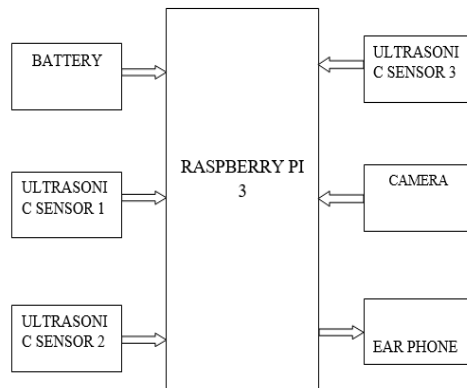 BATTERY
ULTRASONI
C SENSOR 1
ULTRASONI
C SENSOR 2
RASPBERRY PI
3
ULTRASONI
C SENSOR 3
CAMERA
EAR PHONE